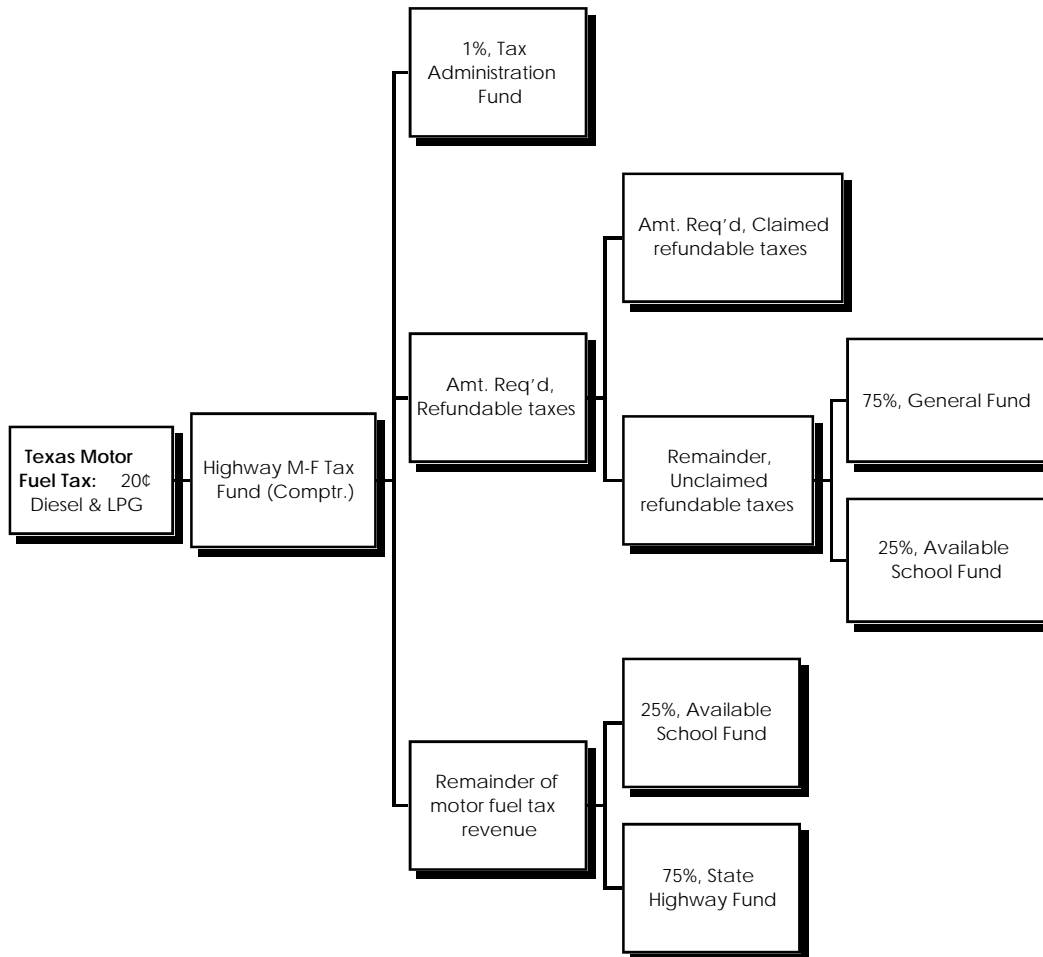 1%, Tax
Administration
Fund
Amt. Req'd, Claimed
refundable taxes
Amt. Req'd,
Refundable taxes
75%, General Fund
Texas Motor
Fuel Tax: 20¢
Diesel & LPG
Highway M-F Tax
Fund (Comptr.)
Remainder,
Unclaimed
refundable taxes
25%, Available
School Fund
25%, Available
School Fund
Remainder of
motor fuel tax
revenue
75%, State
Highway Fund